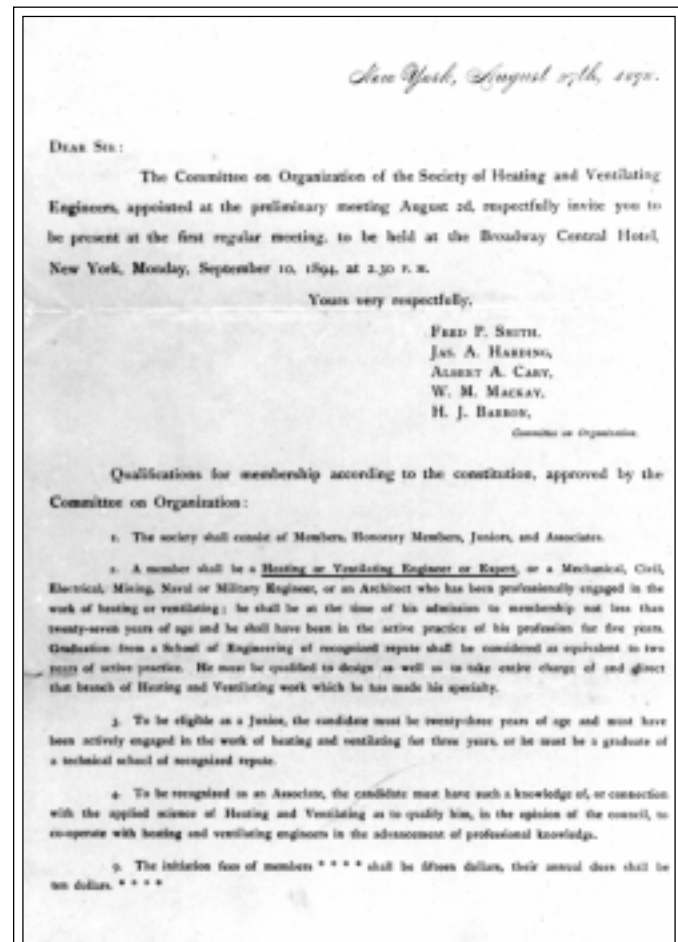 New York, August 27th, 189
DEAR SIR:
The Committee on Organization of the Society of Heating and Ventilating
Engineers, appointed at the preliminary meeting August 2d, respectfully invite you to
be present at the first regular meeting, to be held at the Broadway Central Hotel,
New York, Monday, September 10, 1894, at 2.30 P. M.
Yours very respectfully,
FRED P. SMITH,
JAS. A. HARDING,
ALBERT A. CARY,
W. M. MACKAY,
H. J. BARRON,
Committee on Organization.
Qualifications for membership according to the constitution, approved by the
Committee on Organization:
1. The society shall consist of Members, Honorary Members, Juniors, and Associates.
2. A member shall be a Heating or Ventilating Engineer or Expert, or a Mechanical, Civil,
Electrical, Mining, Naval or Military Engineer, or an Architect who has been professionally engaged in the
work of heating or ventilating; he shall be at the time of his admission to membership not less than
twenty-seven years of age and he shall have been in the active practice of his profession for five years.
Graduation from a School of Engineering of recognized repute shall be considered as equivalent to two
years of active practice. He must be qualified to design as well as to take entire charge of and direct
that branch of Heating and Ventilating work which he has made his specialty.
3. To be eligible as a Junior, the candidate must be twenty-three years of age and must have
been actively engaged in the work of heating and ventilating for three years, or he must be a graduate of
a technical school of recognized repute.
4. To be recognized as an Associate, the candidate must have such a knowledge of, or connection
with the applied science of Heating and Ventilating as to qualify him, in the opinion of the council, to
co-operate with heating and ventilating engineers in the advancement of professional knowledge.
9. The initiation fees of members * * * * shall be fifteen dollars, their annual dues shall be
ten dollars. * * * *